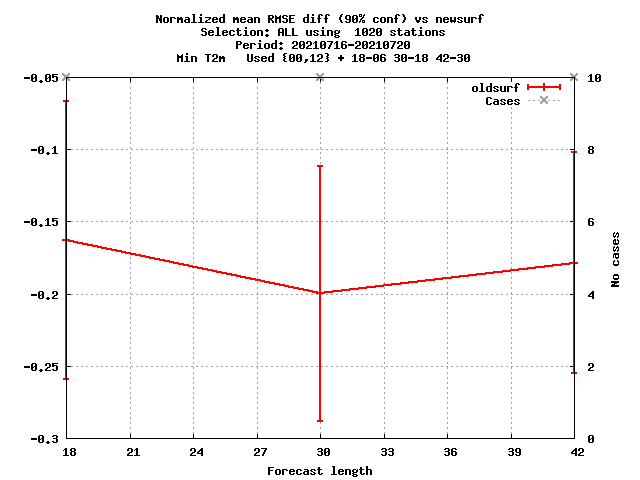 Normalized mean RMSE diff (90% conf) vs newsurf
Selection: ALL using  1020 stations
Period: 20210716-20210720
Min T2m   Used {00,12} + 18-06 30-18 42-30
oldsurf
Cases
-0.05
-0.1
-0.15
-0.2
-0.25
-0.3
10
8
6
4
2
0
No cases
18 21 24 27 30 33 36 39 42
Forecast length